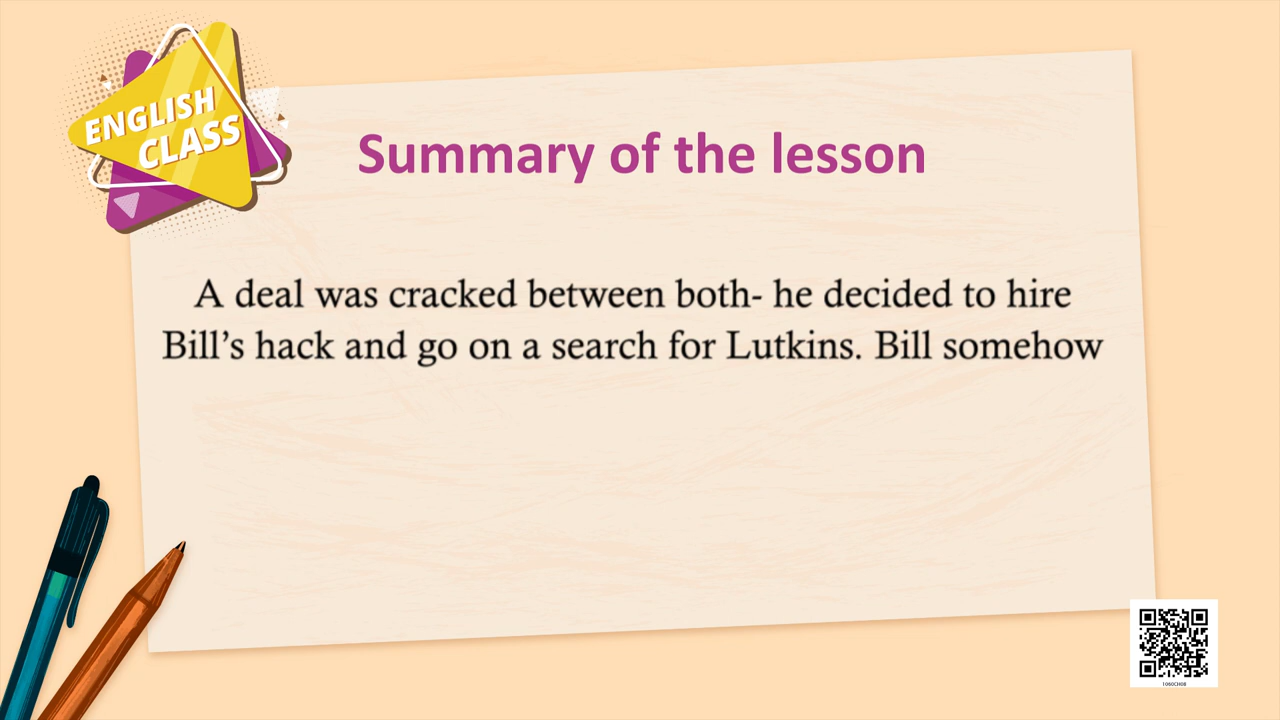 ENGLISH
CLASS
Summary of the lesson
A deal was cracked between both- he decided to hire
Bill's hack and go on a search for Lutkins. Bill somehow
1060CH08